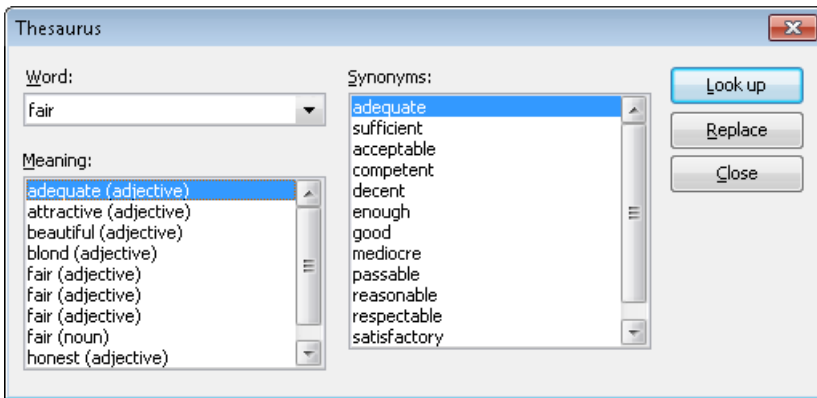 Thesaurus
Word:
fair
Meaning:
adequate (adjective)
attractive (adjective)
beautiful (adjective)
blond (adjective)
fair (adjective)
fair (adjective)
fair (adjective)
fair (noun)
honest (adjective)
Synonyms:
adequate
sufficient
acceptable
competent
decent
enough
good
mediocre
passable
reasonable
respectable
satisfactory
Look up
Replace
Close